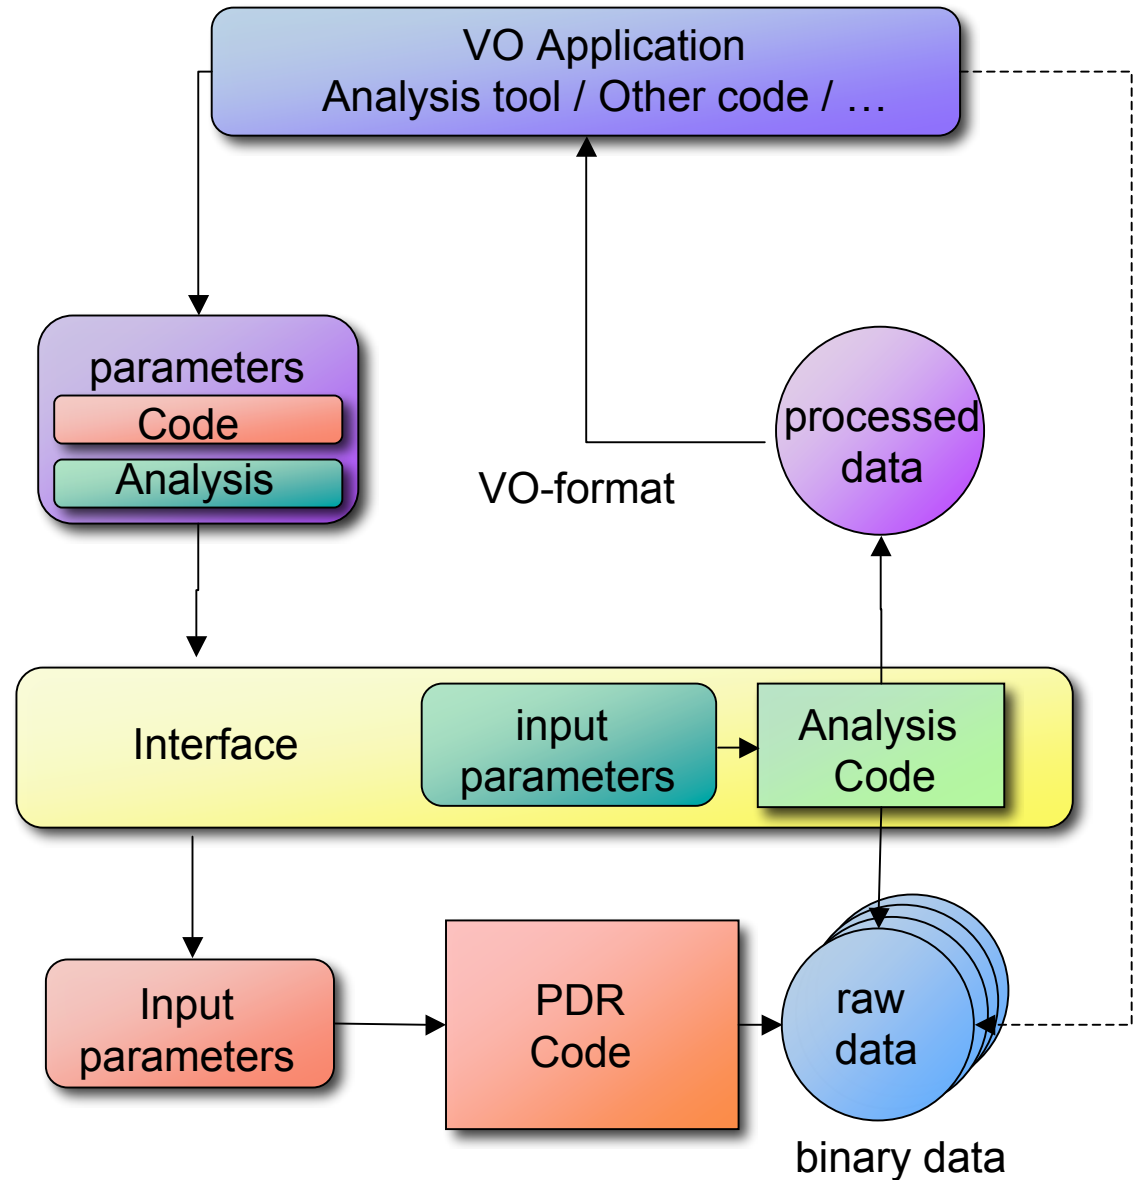 VO Application
Analysis tool / Other code / …
parameters
Code
Analysis
processed
data
VO-format
Interface
input
parameters
Analysis
Code
Input
parameters
PDR
Code
raw
data
binary data